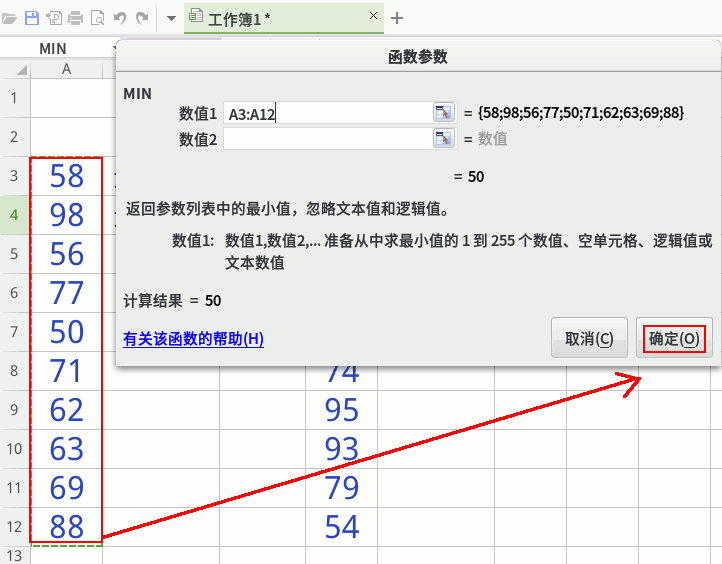 工作簿1 *
MIN
A
函数参数
MIN
数值1 A3:A12 = {58;98;56;77;50;71;62;63;69;88}
数值2 = 数值
= 50
返回参数列表中的最小值，忽略文本值和逻辑值。
数值1: 数值1,数值2,... 准备从中求最小值的 1 到 255 个数值、空单元格、逻辑值或
文本数值
计算结果 = 50
有关该函数的帮助(H) 取消(C) 确定(O)
1
2
3 58
4 98
5 56
6 77
7 50
8 71 74
9 62 95
10 63 93
11 69 79
12 88 54
13